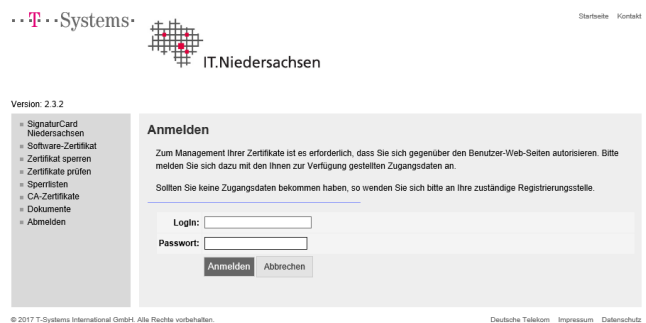 ··T··Systems·
Startseite Kontakt
IT.Niedersachsen
Version: 2.3.2
SignaturCard
Niedersachsen
Software-Zertifikat
Zertifikat sperren
Zertifikate prüfen
Sperrlisten
CA-Zertifikate
Dokumente
Abmelden
Anmelden
Zum Management Ihrer Zertifikate ist es erforderlich, dass Sie sich gegenüber den Benutzer-Web-Seiten autorisieren. Bitte
melden Sie sich dazu mit den Ihnen zur Verfügung gestellten Zugangsdaten an.
Sollten Sie keine Zugangsdaten bekommen haben, so wenden Sie sich bitte an Ihre zuständige Registrierungsstelle.
Login:
Passwort:
Anmelden Abbrechen
© 2017 T-Systems International GmbH. Alle Rechte vorbehalten.
Deutsche Telekom Impressum Datenschutz